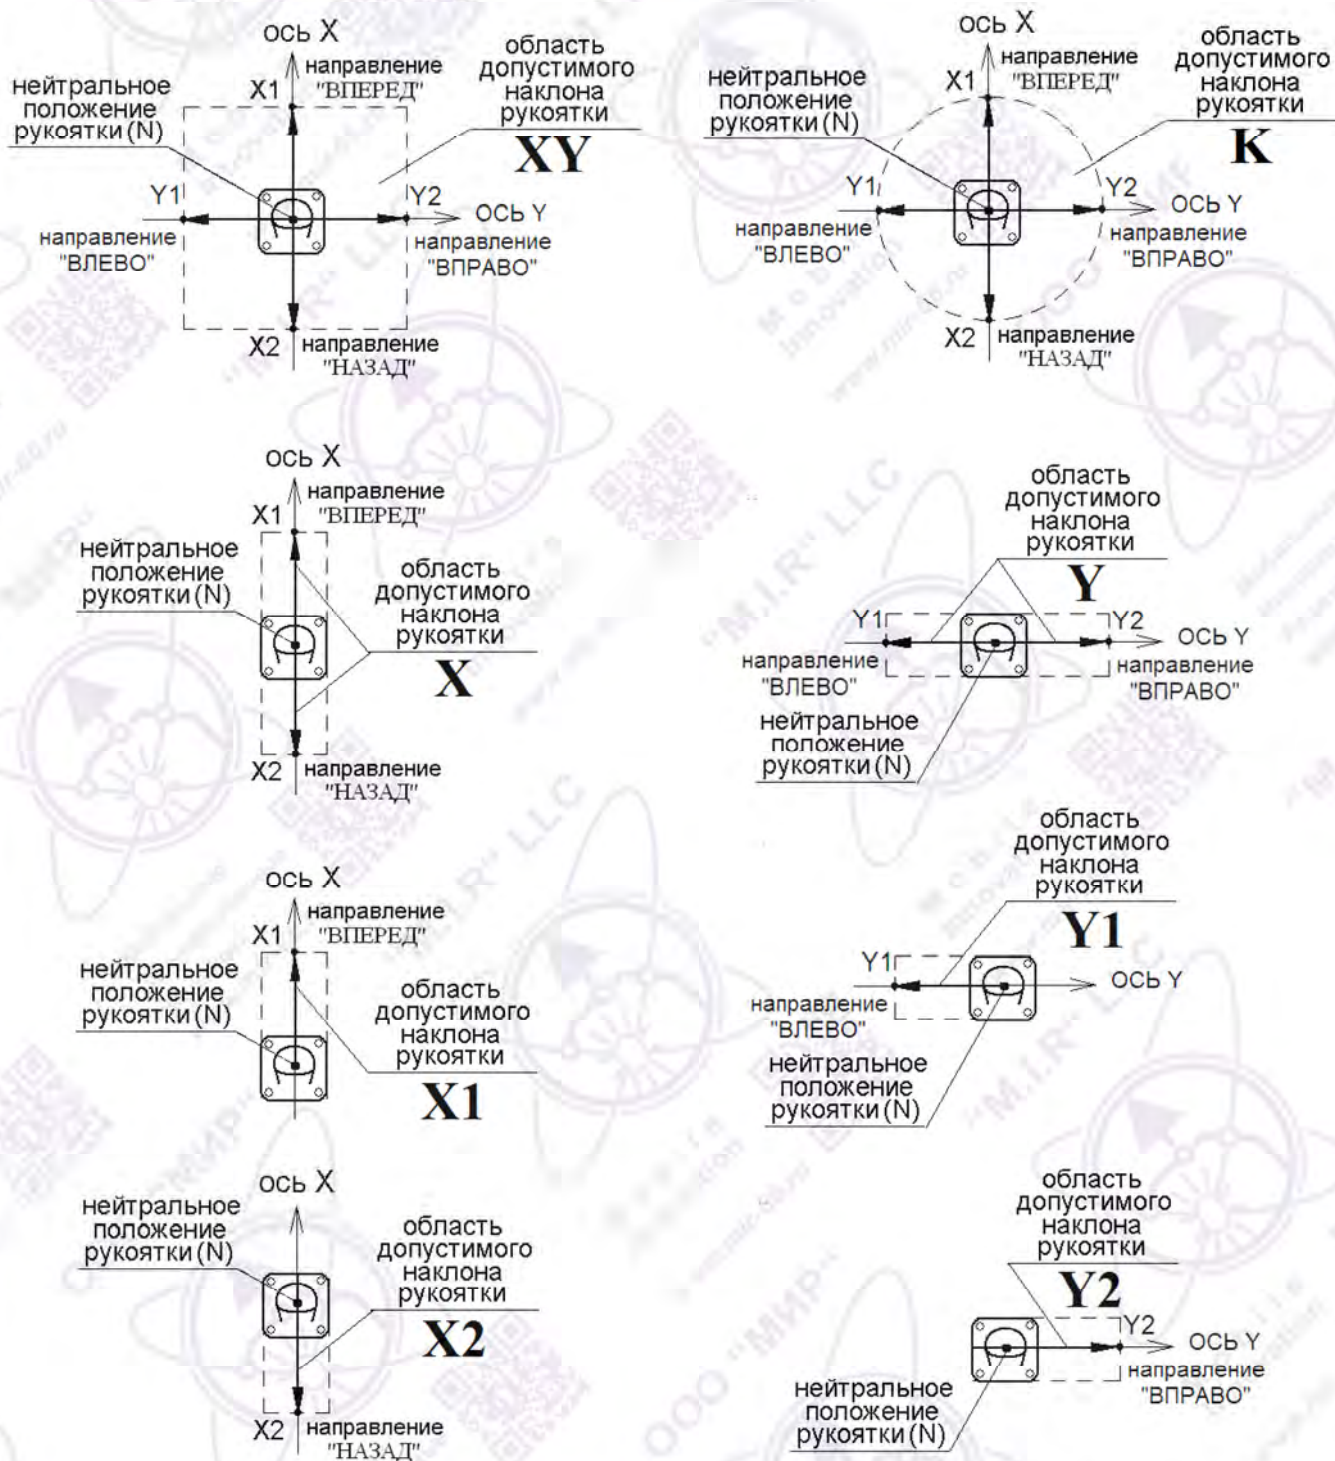 ось X
направление
"ВПЕРЕД"
X1
область
допустимого
наклона
рукоятки
XY
нейтральное
положение
рукоятки (N)
Y1
Y2
ОСЬ Y
направление
"ВЛЕВО"
направление
"ВПРАВО"
X2
направление
"НАЗАД"
ось X
направление
"ВПЕРЕД"
X1
область
допустимого
наклона
рукоятки
K
нейтральное
положение
рукоятки (N)
Y1
Y2
ОСЬ Y
направление
"ВЛЕВО"
направление
"ВПРАВО"
X2
направление
"НАЗАД"
ось X
направление
"ВПЕРЕД"
X1
нейтральное
положение
рукоятки (N)
область
допустимого
наклона
рукоятки
X
X2
направление
"НАЗАД"
область
допустимого
наклона
рукоятки
Y
Y1
Y2
ОСЬ Y
направление
"ВЛЕВО"
направление
"ВПРАВО"
нейтральное
положение
рукоятки (N)
ось X
направление
"ВПЕРЕД"
X1
нейтральное
положение
рукоятки (N)
область
допустимого
наклона
рукоятки
X1
область
допустимого
наклона
рукоятки
Y1
Y1
ОСЬ Y
направление
"ВЛЕВО"
нейтральное
положение
рукоятки (N)
ось X
нейтральное
положение
рукоятки (N)
область
допустимого
наклона
рукоятки
X2
X2
направление
"НАЗАД"
область
допустимого
наклона
рукоятки
Y2
Y2
ОСЬ Y
направление
"ВПРАВО"
нейтральное
положение
рукоятки (N)
"M.I.R" LLC
"M.I.R" LLC
"M.I.R" LLC
ООО "МИР"